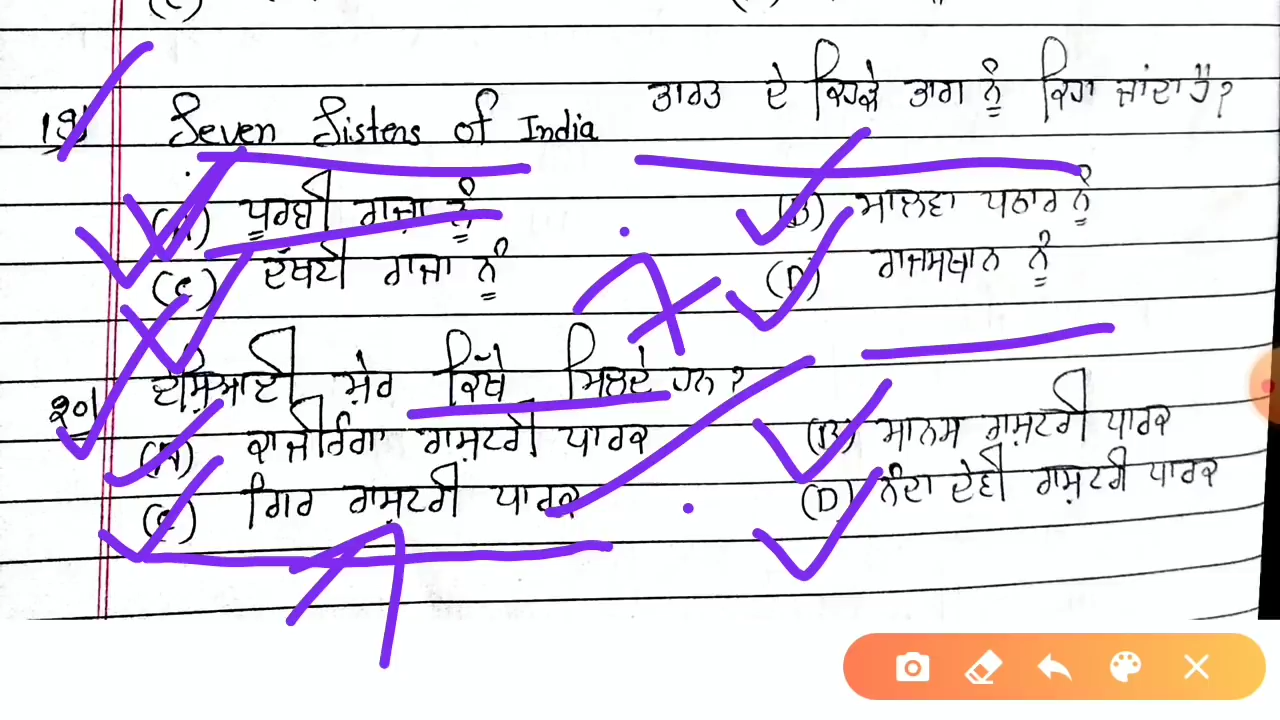 19) Seven Sisters of India ਭਾਰਤ ਦੇ ਕਿਹੜੇ ਭਾਗ ਨੂੰ ਕਿਹਾ ਜਾਂਦਾ ਹੈ?
(A) ਪੂਰਬੀ ਰਾਜਾਂ ਨੂੰ (B) ਮਾਲਵਾ ਪਠਾਰ ਨੂੰ
(C) ਦੱਖਣੀ ਰਾਜਾਂ ਨੂੰ (D) ਰਾਜਸਥਾਨ ਨੂੰ
20) ਏਸ਼ਿਆਈ ਸ਼ੇਰ ਕਿੱਥੇ ਮਿਲਦੇ ਹਨ?
(A) ਕਾਜੀਰੰਗਾ ਰਾਸ਼ਟਰੀ ਪਾਰਕ (B) ਮਾਨਸ ਰਾਸ਼ਟਰੀ ਪਾਰਕ
(C) ਗਿਰ ਰਾਸ਼ਟਰੀ ਪਾਰਕ (D) ਨੰਦਾ ਦੇਵੀ ਰਾਸ਼ਟਰੀ ਪਾਰਕ